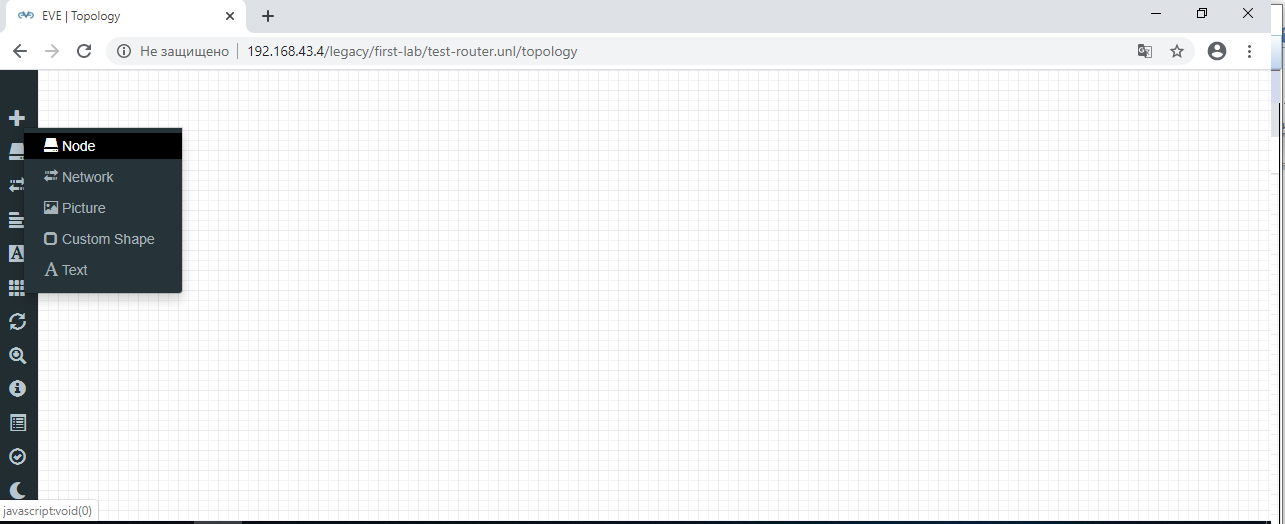 EVE | Topology
Не защищено 192.168.43.4/legacy/first-lab/test-router.unl/topology
Node
Network
Picture
Custom Shape
Text
javascript:void(0)